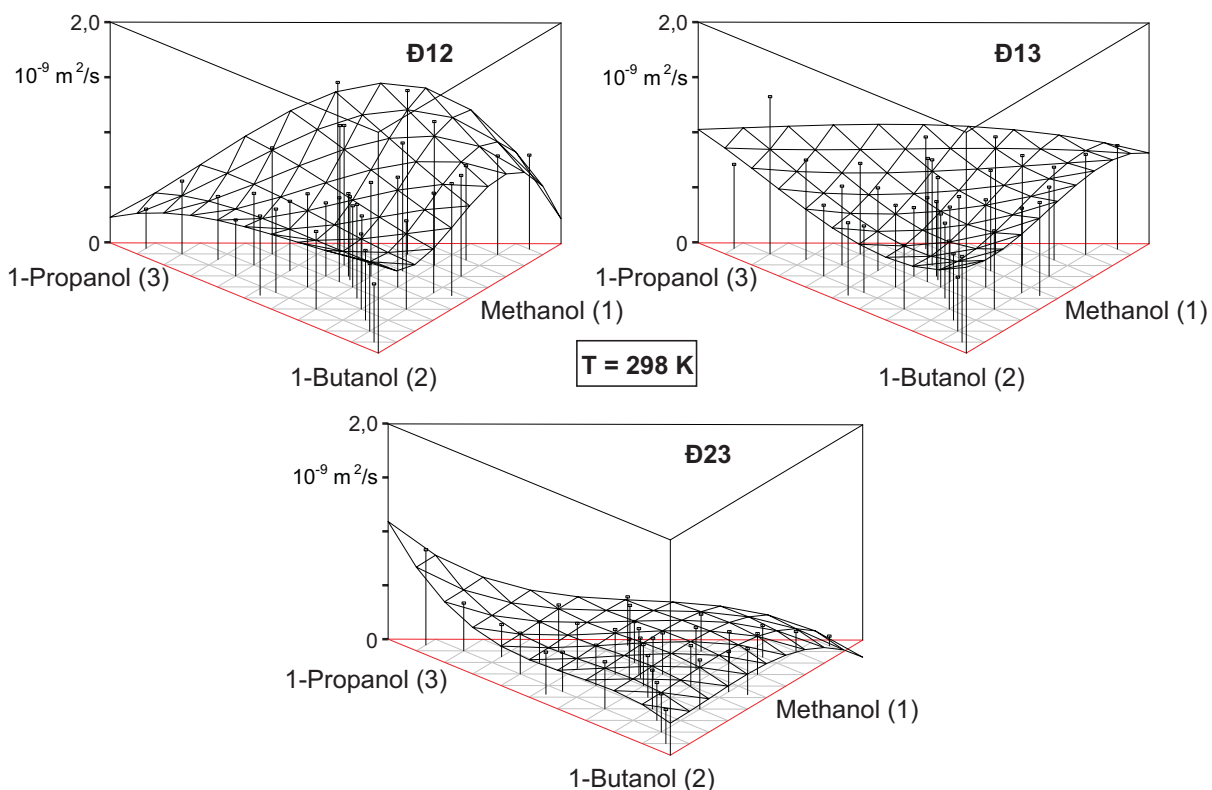 2,0
Đ12
10⁻⁹ m²/s
0
1-Propanol (3)
Methanol (1)
1-Butanol (2)
2,0
Đ13
10⁻⁹ m²/s
0
1-Propanol (3)
Methanol (1)
1-Butanol (2)
T = 298 K
2,0
Đ23
10⁻⁹ m²/s
0
1-Propanol (3)
Methanol (1)
1-Butanol (2)